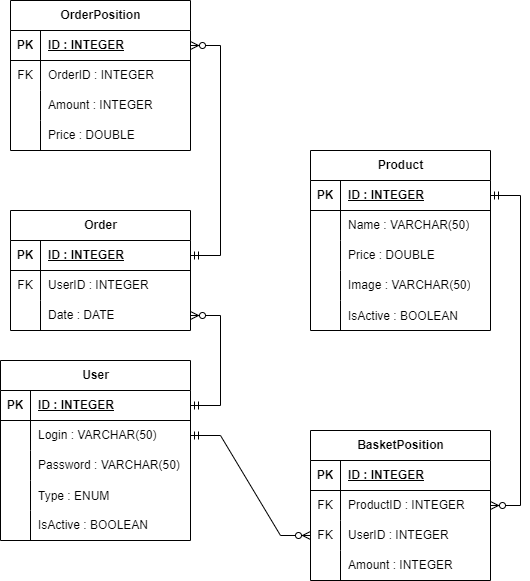 OrderPosition
PK ID : INTEGER
FK OrderID : INTEGER
Amount : INTEGER
Price : DOUBLE
Order
PK ID : INTEGER
FK UserID : INTEGER
Date : DATE
User
PK ID : INTEGER
Login : VARCHAR(50)
Password : VARCHAR(50)
Type : ENUM
IsActive : BOOLEAN
Product
PK ID : INTEGER
Name : VARCHAR(50)
Price : DOUBLE
Image : VARCHAR(50)
IsActive : BOOLEAN
BasketPosition
PK ID : INTEGER
FK ProductID : INTEGER
FK UserID : INTEGER
Amount : INTEGER